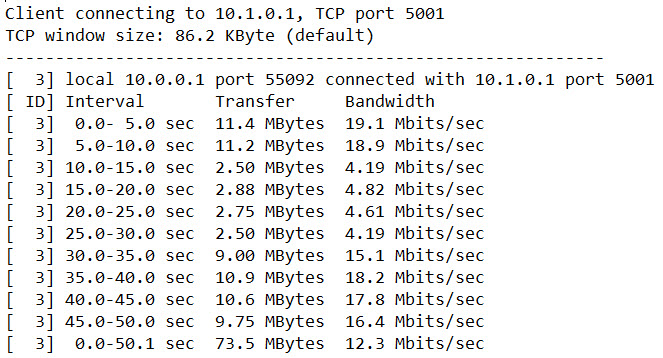 Client connecting to 10.1.0.1, TCP port 5001
TCP window size: 86.2 KByte (default)
------------------------------------------------------------
[  3] local 10.0.0.1 port 55092 connected with 10.1.0.1 port 5001
[ ID] Interval       Transfer     Bandwidth
[  3]  0.0- 5.0 sec  11.4 MBytes  19.1 Mbits/sec
[  3]  5.0-10.0 sec  11.2 MBytes  18.9 Mbits/sec
[  3] 10.0-15.0 sec  2.50 MBytes  4.19 Mbits/sec
[  3] 15.0-20.0 sec  2.88 MBytes  4.82 Mbits/sec
[  3] 20.0-25.0 sec  2.75 MBytes  4.61 Mbits/sec
[  3] 25.0-30.0 sec  2.50 MBytes  4.19 Mbits/sec
[  3] 30.0-35.0 sec  9.00 MBytes  15.1 Mbits/sec
[  3] 35.0-40.0 sec  10.9 MBytes  18.2 Mbits/sec
[  3] 40.0-45.0 sec  10.6 MBytes  17.8 Mbits/sec
[  3] 45.0-50.0 sec  9.75 MBytes  16.4 Mbits/sec
[  3]  0.0-50.1 sec  73.5 MBytes  12.3 Mbits/sec